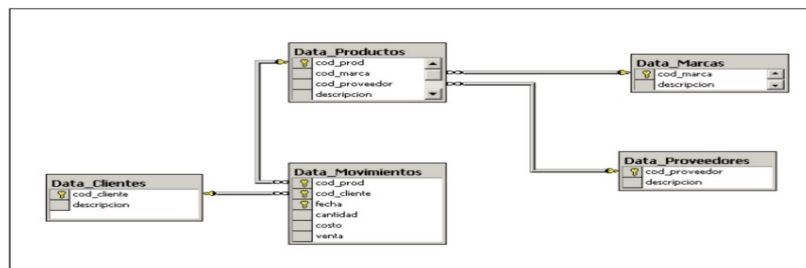 Data_Productos
cod_prod
cod_marca
cod_proveedor
descripcion
Data_Marcas
cod_marca
descripcion
Data_Proveedores
cod_proveedor
descripcion
Data_Clientes
cod_cliente
descripcion
Data_Movimientos
cod_prod
cod_cliente
fecha
cantidad
costo
venta